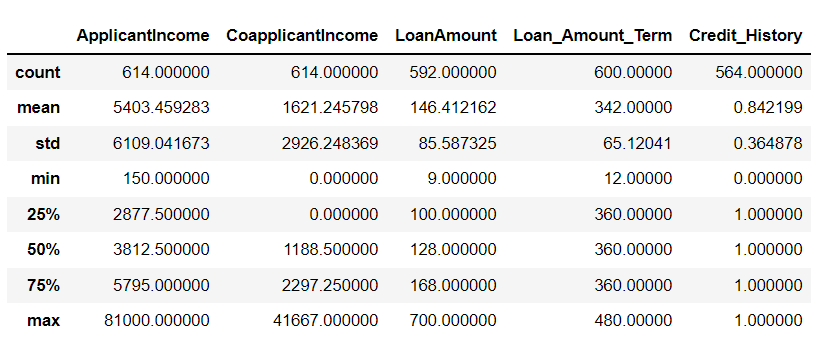 ApplicantIncome CoapplicantIncome LoanAmount Loan_Amount_Term Credit_History
count 614.000000 614.000000 592.000000 600.00000 564.000000
mean 5403.459283 1621.245798 146.412162 342.00000 0.842199
std 6109.041673 2926.248369 85.587325 65.12041 0.364878
min 150.000000 0.000000 9.000000 12.00000 0.000000
25% 2877.500000 0.000000 100.000000 360.00000 1.000000
50% 3812.500000 1188.500000 128.000000 360.00000 1.000000
75% 5795.000000 2297.250000 168.000000 360.00000 1.000000
max 81000.000000 41667.000000 700.000000 480.00000 1.000000